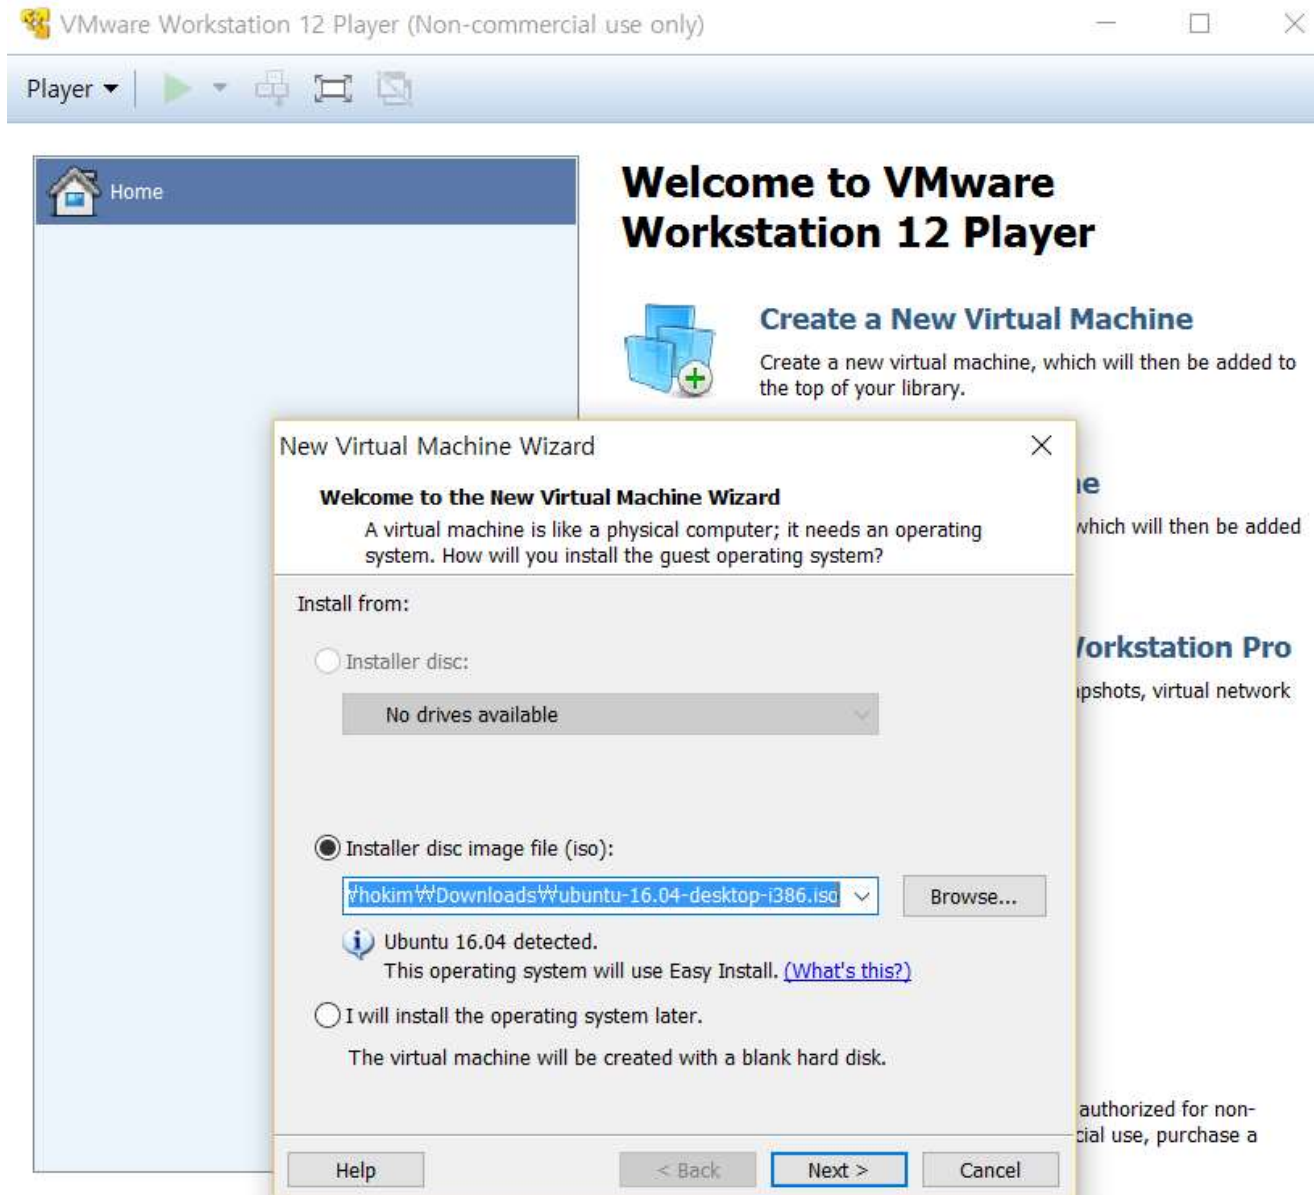 VMware Workstation 12 Player (Non-commercial use only)
Player
Home
Welcome to VMware
Workstation 12 Player
Create a New Virtual Machine
Create a new virtual machine, which will then be added to
the top of your library.
New Virtual Machine Wizard
Welcome to the New Virtual Machine Wizard
A virtual machine is like a physical computer; it needs an operating
system. How will you install the guest operating system?
Install from:
Installer disc:
No drives available
Installer disc image file (iso):
hokim₩Downloads₩ubuntu-16.04-desktop-i386.iso
Browse...
Ubuntu 16.04 detected.
This operating system will use Easy Install. (What's this?)
I will install the operating system later.
The virtual machine will be created with a blank hard disk.
Help
< Back
Next >
Cancel
which will then be added
Workstation Pro
virtual network
authorized for non-
use, purchase a